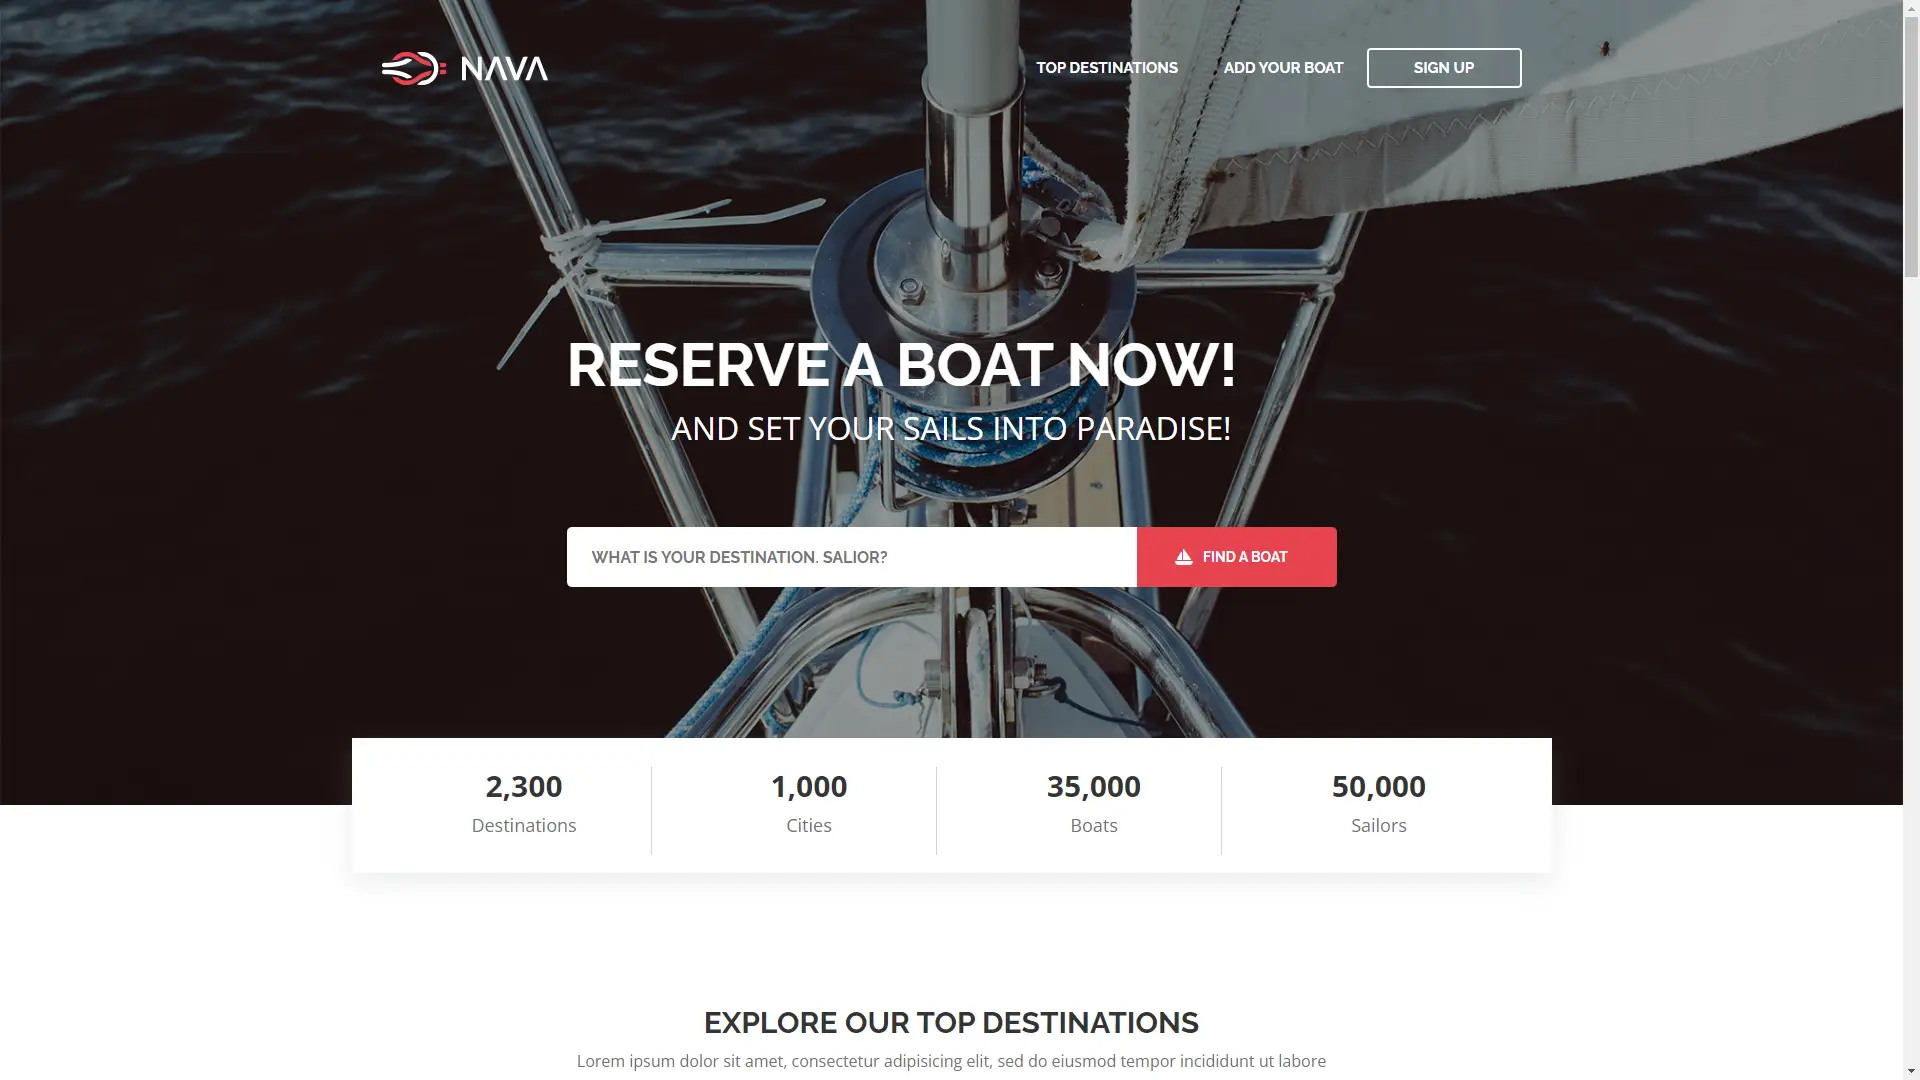 NAVA
TOP DESTINATIONS
ADD YOUR BOAT
SIGN UP
RESERVE A BOAT NOW!
AND SET YOUR SAILS INTO PARADISE!
WHAT IS YOUR DESTINATION. SALIOR?
FIND A BOAT
2,300
Destinations
1,000
Cities
35,000
Boats
50,000
Sailors
EXPLORE OUR TOP DESTINATIONS
Lorem ipsum dolor sit amet, consectetur adipisicing elit, sed do eiusmod tempor incididunt ut labore